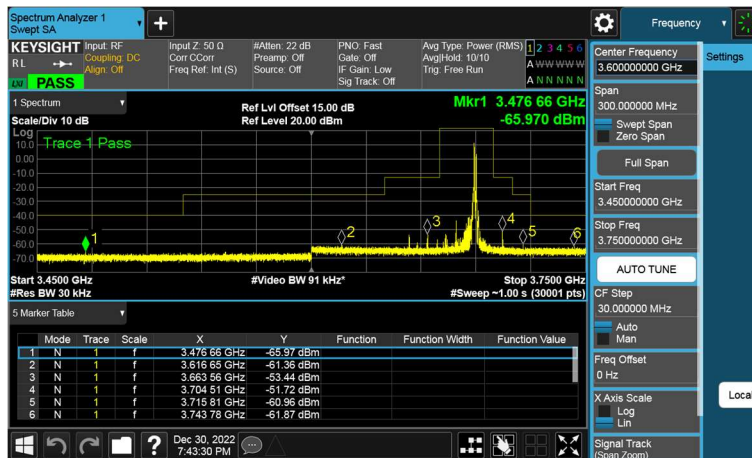 Spectrum Analyzer 1
Swept SA
+
Frequency
KEYSIGHT
RL
LXI PASS
Input: RF
Coupling: DC
Align: Off
Input Z: 50 Ω
Corr CCorr
Freq Ref: Int (S)
#Atten: 22 dB
Preamp: Off
Source: Off
PNO: Fast
Gate: Off
IF Gain: Low
Sig Track: Off
Avg Type: Power (RMS)
Avg|Hold: 10/10
Trig: Free Run
1 2 3 4 5 6
A W W W W W
A N N N N N
1 Spectrum
Scale/Div 10 dB
Ref Lvl Offset 15.00 dB
Ref Level 20.00 dBm
Mkr1 3.476 66 GHz
-65.970 dBm
Log
Trace 1 Pass
10.0
0.00
-10.0
-20.0
-30.0
-40.0
-50.0
-60.0
-70.0
1
2
3
4
5
6
Start 3.4500 GHz
#Res BW 30 kHz
#Video BW 91 kHz*
Stop 3.7500 GHz
#Sweep ~1.00 s (30001 pts)
5 Marker Table
Mode Trace Scale X Y Function Function Width Function Value
1 N 1 f 3.476 66 GHz -65.97 dBm
2 N 1 f 3.616 65 GHz -61.36 dBm
3 N 1 f 3.663 56 GHz -53.44 dBm
4 N 1 f 3.704 51 GHz -51.72 dBm
5 N 1 f 3.715 81 GHz -60.96 dBm
6 N 1 f 3.743 78 GHz -61.87 dBm
?
Dec 30, 2022
7:43:30 PM
Center Frequency
3.600000000 GHz
Settings
Span
300.000000 MHz
Swept Span
Zero Span
Full Span
Start Freq
3.450000000 GHz
Stop Freq
3.750000000 GHz
AUTO TUNE
CF Step
30.000000 MHz
Auto
Man
Freq Offset
0 Hz
X Axis Scale
Log
Lin
Local
Signal Track
(Span Zoom)